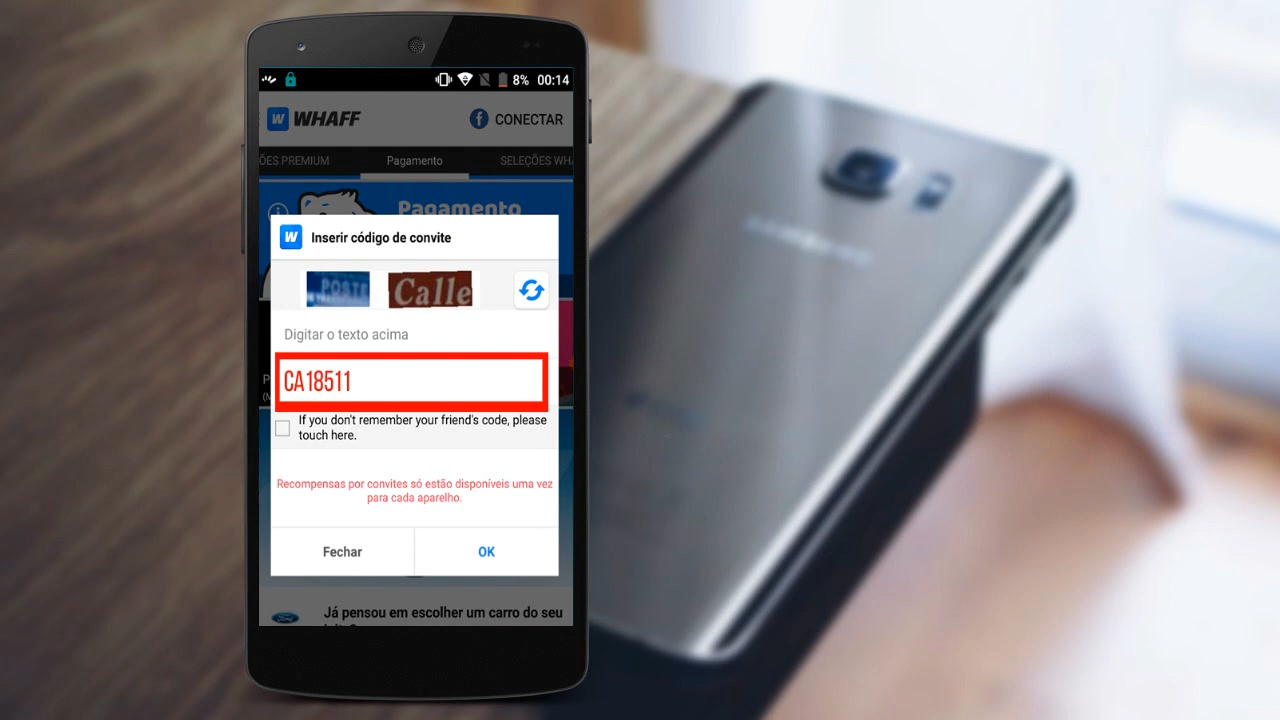 8% 00:14
W WHAFF f CONECTAR
ÕES PREMIUM Pagamento SELEÇÕES WHA
Pagamento
W Inserir código de convite
POSTE Calle
Digitar o texto acima
CA18511
If you don't remember your friend's code, please
touch here.
Recompensas por convites só estão disponíveis uma vez
para cada aparelho.
Fechar OK
Já pensou em escolher um carro do seu